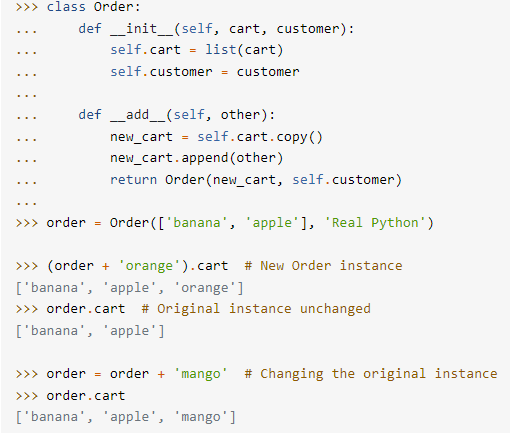 >>> class Order:
...     def __init__(self, cart, customer):
...         self.cart = list(cart)
...         self.customer = customer
...
...     def __add__(self, other):
...         new_cart = self.cart.copy()
...         new_cart.append(other)
...         return Order(new_cart, self.customer)
...
>>> order = Order(['banana', 'apple'], 'Real Python')

>>> (order + 'orange').cart  # New Order instance
['banana', 'apple', 'orange']
>>> order.cart  # Original instance unchanged
['banana', 'apple']

>>> order = order + 'mango'  # Changing the original instance
>>> order.cart
['banana', 'apple', 'mango']